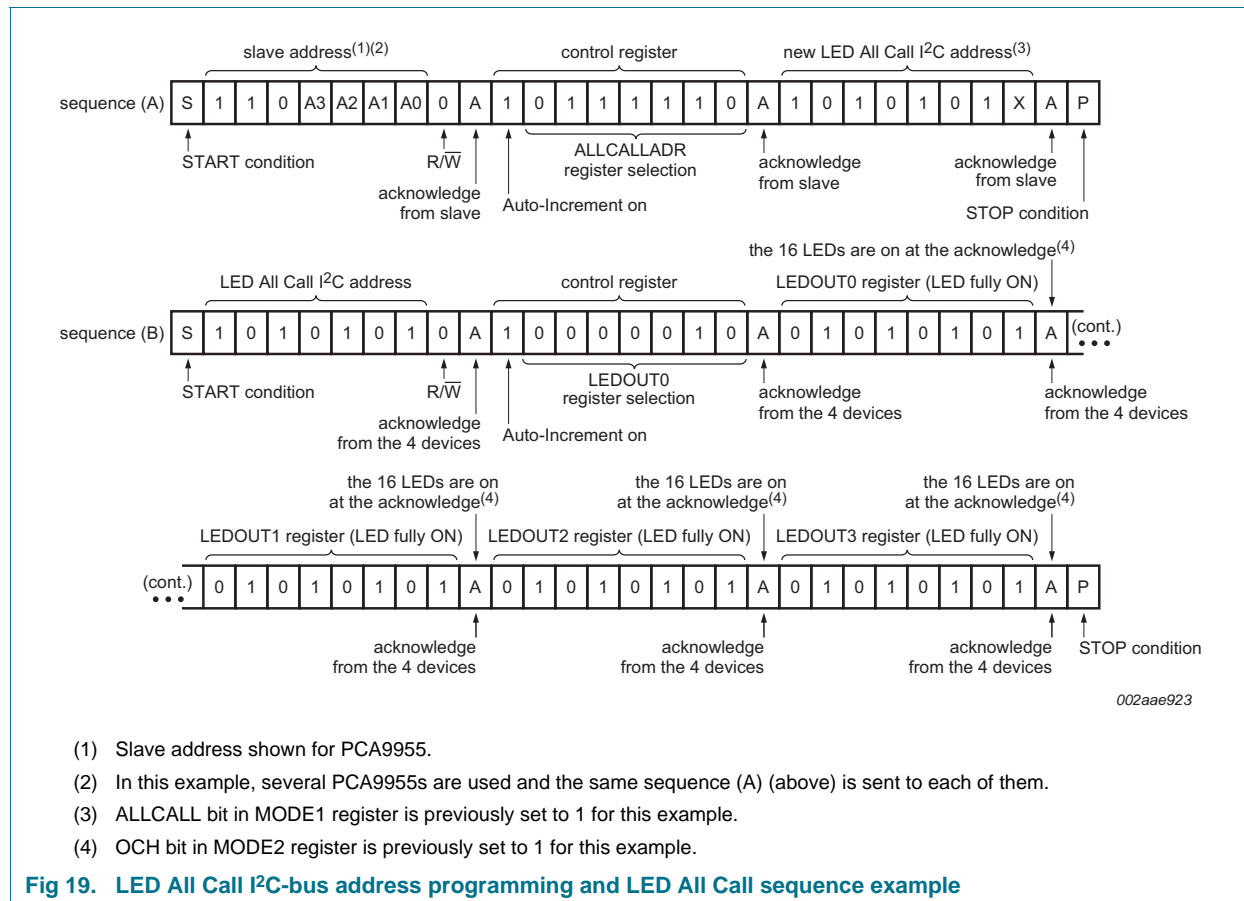 slave address(1)(2) control register new LED All Call I2C address(3)
sequence (A) S 1 1 0 A3 A2 A1 A0 0 A 1 0 1 1 1 1 1 0 A 1 0 1 0 1 0 1 X A P
START condition R/W acknowledge from slave Auto-Increment on ALLCALLADR register selection acknowledge from slave acknowledge from slave STOP condition
the 16 LEDs are on at the acknowledge(4)
LED All Call I2C address control register LEDOUT0 register (LED fully ON)
sequence (B) S 1 0 1 0 1 0 1 0 A 1 0 0 0 0 0 1 0 A 0 1 0 1 0 1 0 1 A (cont.)
START condition R/W acknowledge from the 4 devices Auto-Increment on LEDOUT0 register selection acknowledge from the 4 devices acknowledge from the 4 devices
the 16 LEDs are on at the acknowledge(4) the 16 LEDs are on at the acknowledge(4) the 16 LEDs are on at the acknowledge(4)
LEDOUT1 register (LED fully ON) LEDOUT2 register (LED fully ON) LEDOUT3 register (LED fully ON)
(cont.) 0 1 0 1 0 1 0 1 A 0 1 0 1 0 1 0 1 A 0 1 0 1 0 1 0 1 A P
acknowledge from the 4 devices acknowledge from the 4 devices acknowledge from the 4 devices STOP condition
002aae923
(1) Slave address shown for PCA9955.
(2) In this example, several PCA9955s are used and the same sequence (A) (above) is sent to each of them.
(3) ALLCALL bit in MODE1 register is previously set to 1 for this example.
(4) OCH bit in MODE2 register is previously set to 1 for this example.
Fig 19. LED All Call I2C-bus address programming and LED All Call sequence example